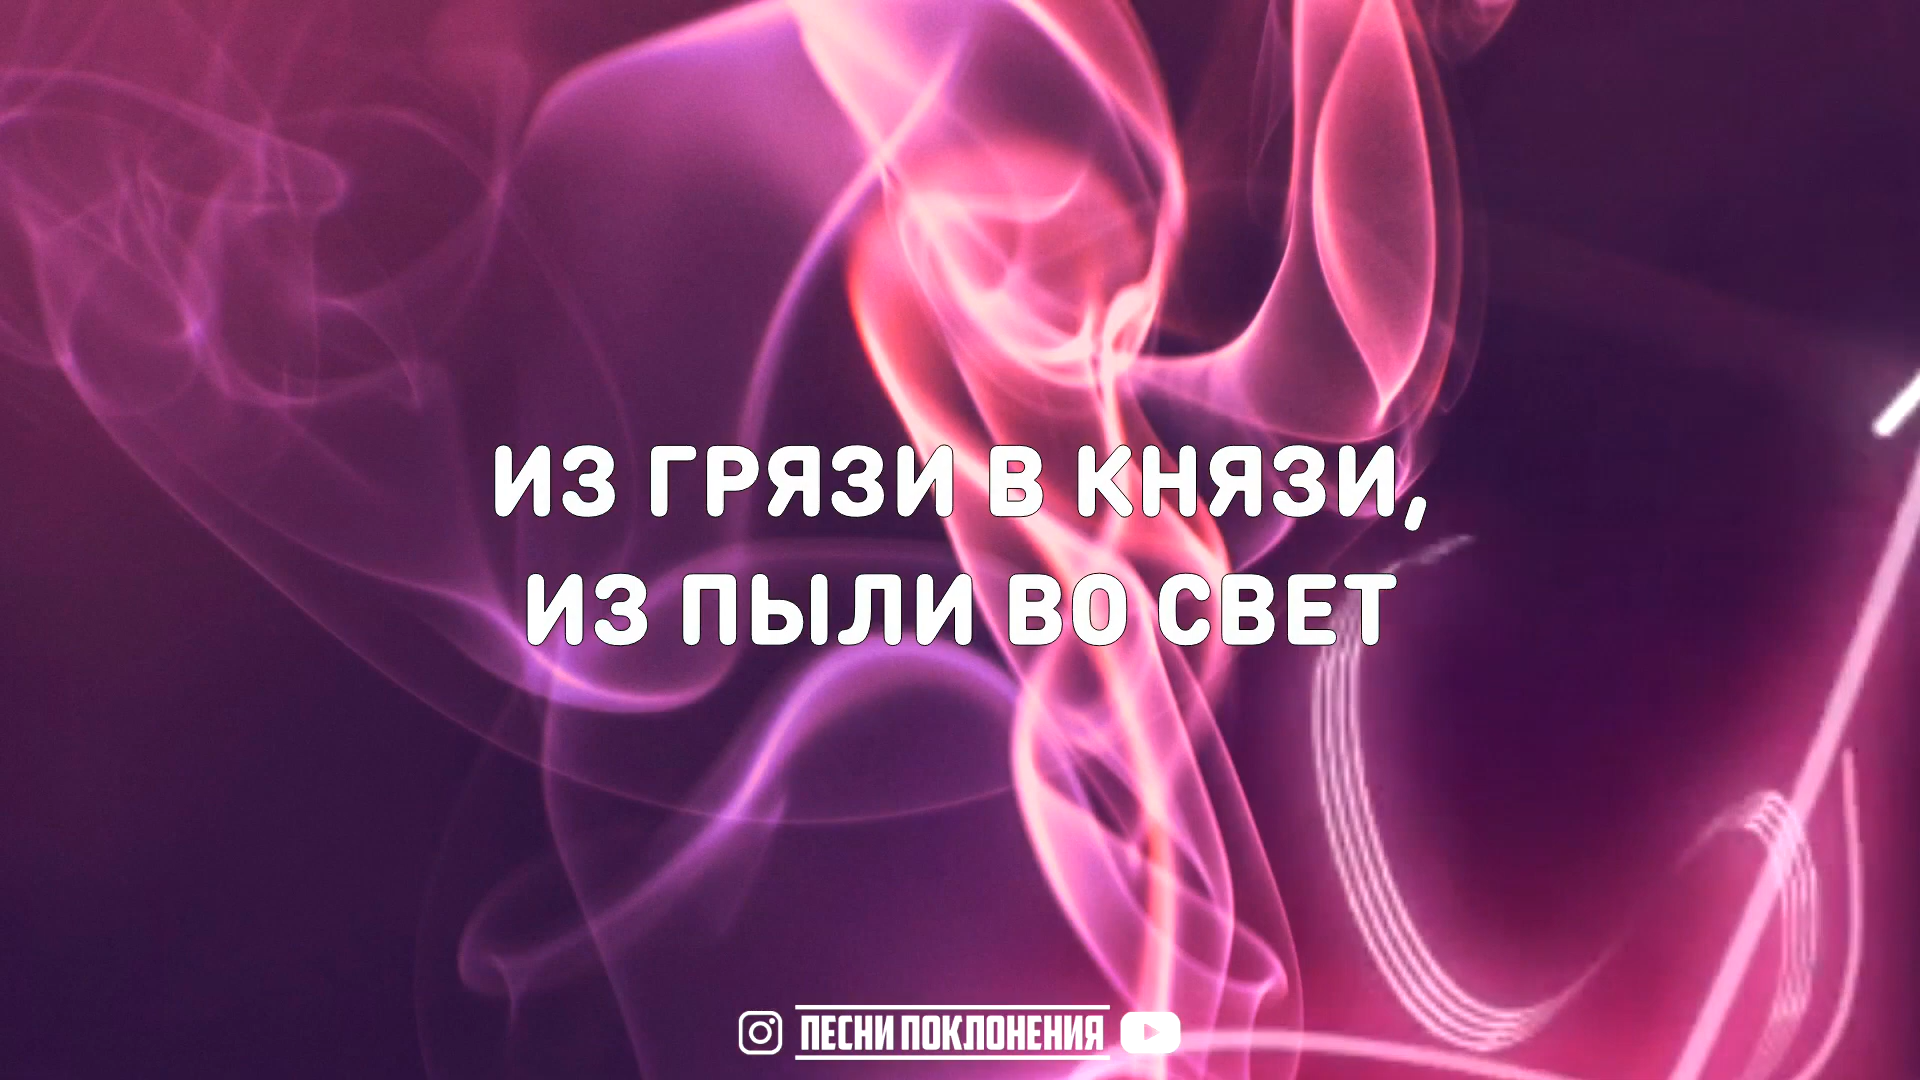 ИЗ ГРЯЗИ В КНЯЗИ,
ИЗ ПЫЛИ ВО СВЕТ
ПЕСНИ ПОКЛОНЕНИЯ